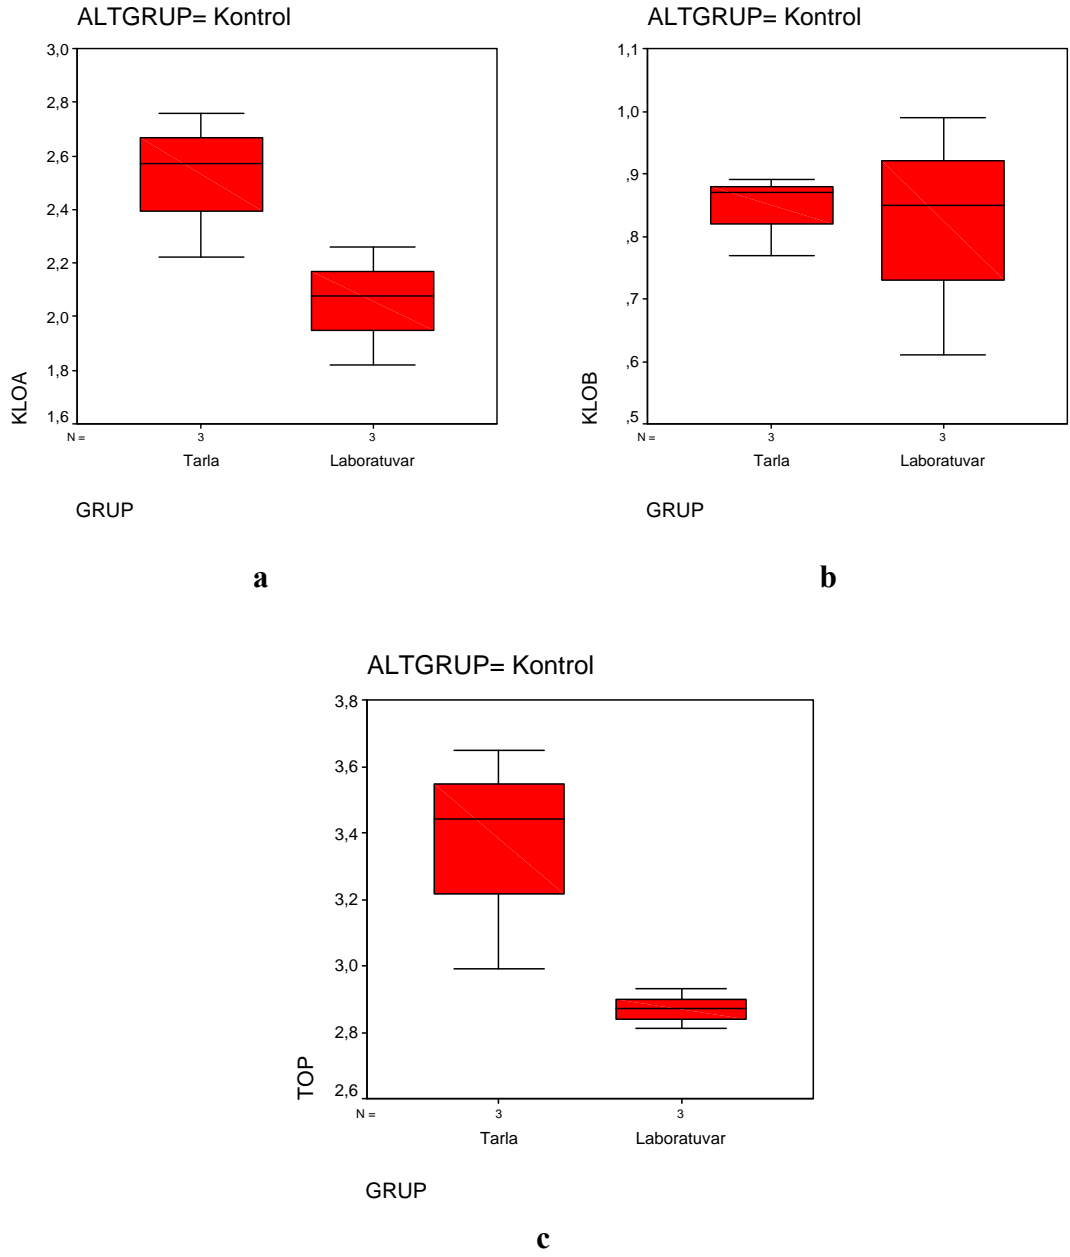 ALTGRUP= Kontrol
3,0
2,8
2,6
2,4
2,2
2,0
1,8
1,6
KLOA
N =
3
3
Tarla
Laboratuvar
GRUP
a
ALTGRUP= Kontrol
1,1
1,0
,9
,8
,7
,6
,5
KLOB
N =
3
3
Tarla
Laboratuvar
GRUP
b
ALTGRUP= Kontrol
3,8
3,6
3,4
3,2
3,0
2,8
2,6
TOP
N =
3
3
Tarla
Laboratuvar
GRUP
c